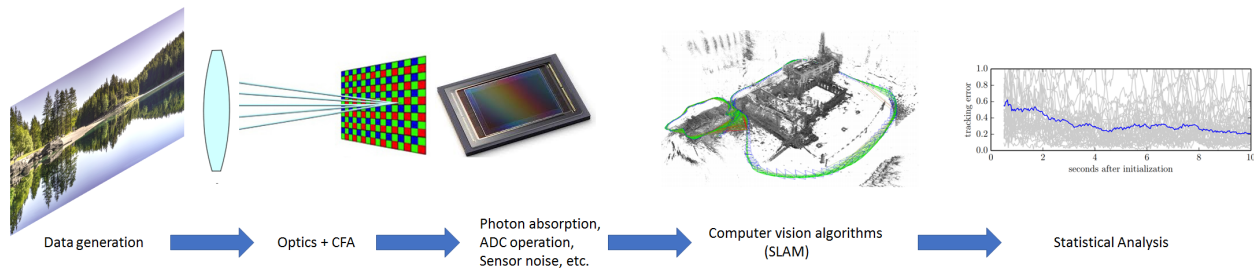 1.0
0.8
0.6
0.4
0.2
0.0
tracking error
0 2 4 6 8 10
seconds after initialization
Data generation
Optics + CFA
Photon absorption,
ADC operation,
Sensor noise, etc.
Computer vision algorithms
(SLAM)
Statistical Analysis